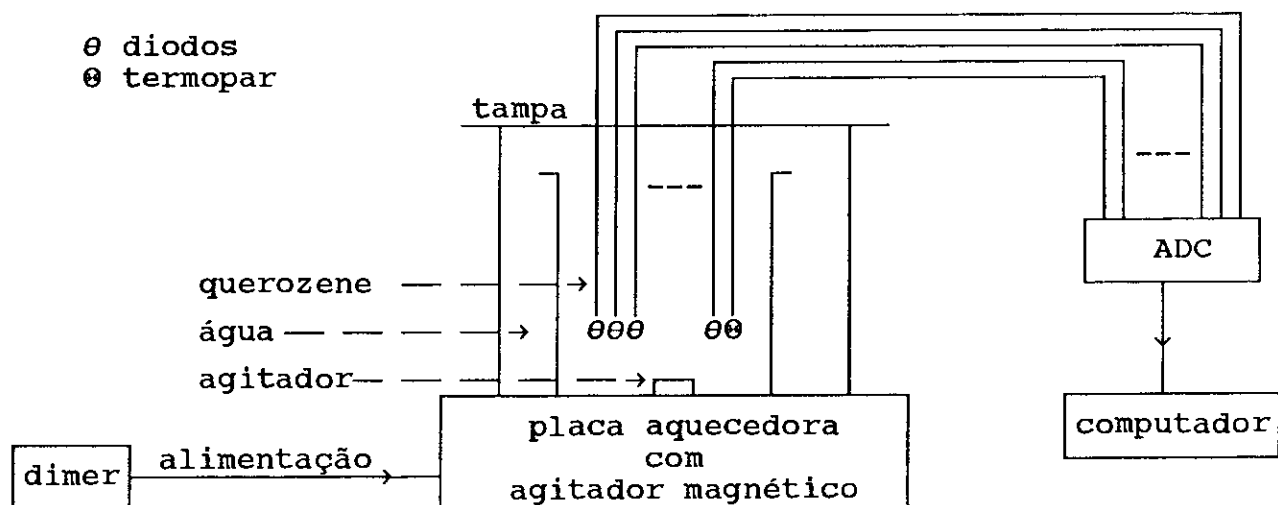 θ diodos
Θ termopar
tampa
ADC
querozene
água
θθθ θΘ
agitador
placa aquecedora
com
agitador magnético
computador
dimer
alimentação